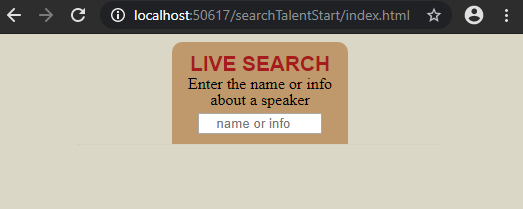 localhost:50617/searchTalentStart/index.html
LIVE SEARCH
Enter the name or info
about a speaker
name or info